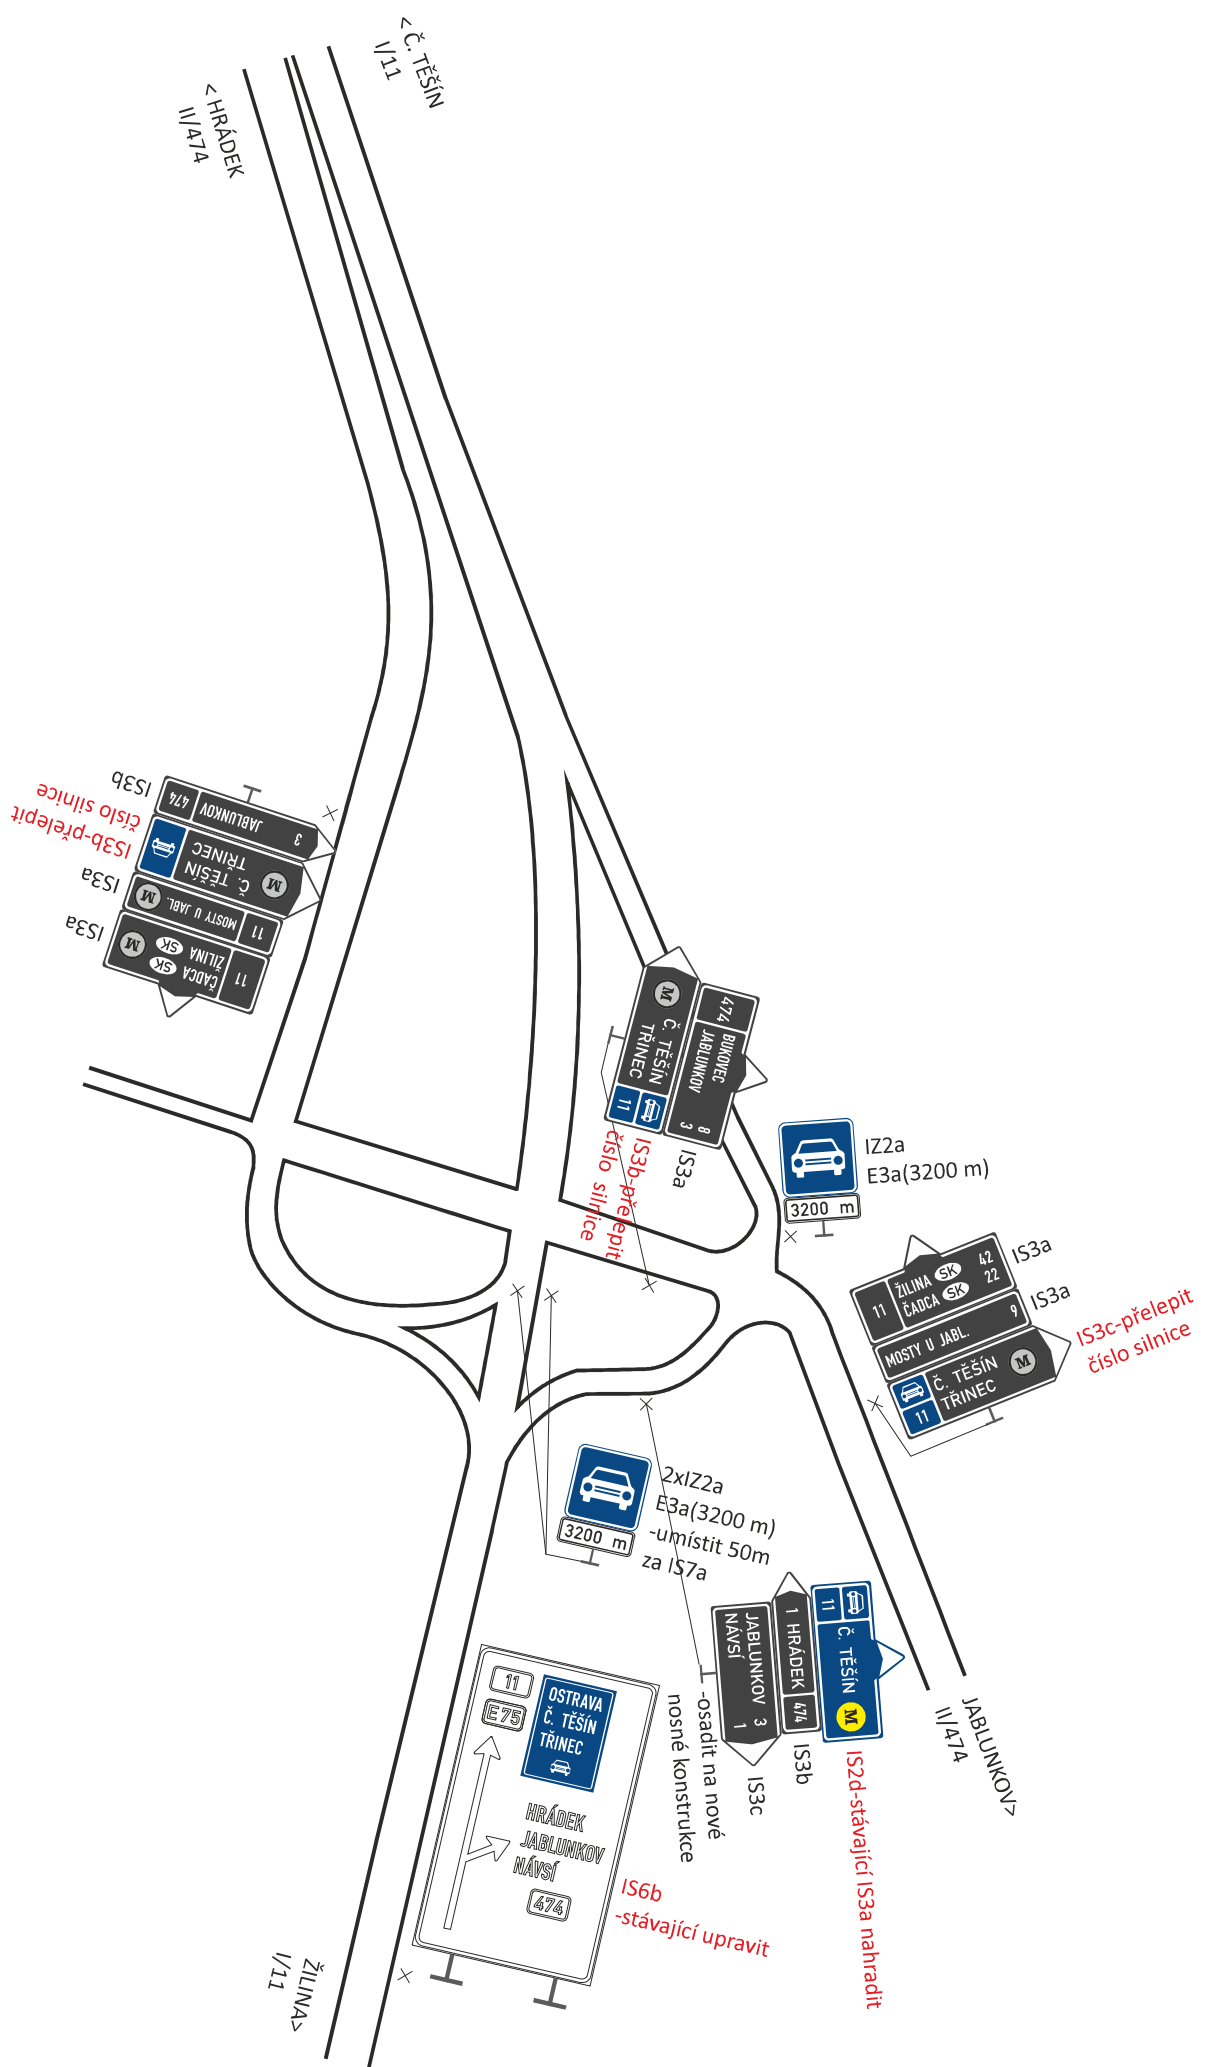 < Č. TĚŠÍN
I/11
< HRÁDEK
II/474
IS3b
474
JABLUNKOV
3
IS3b-přelepit
číslo silnice
Č. TĚŠÍN
TŘINEC
M
IS3a
M
MOSTY U JABL.
11
IS3a
M
SK ČADCA
SK ŽILINA
11
M
Č. TĚŠÍN
TŘINEC
11
IS3b-přelepit
číslo silnice
474
BUKOVEC 8
JABLUNKOV 3
IS3a
3200 m
IZ2a
E3a(3200 m)
11
ŽILINA SK 42
ČADCA SK 22
IS3a
MOSTY U JABL. 9
IS3a
11
Č. TĚŠÍN
TŘINEC
M
IS3c-přelepit
číslo silnice
3200 m
2xIZ2a
E3a(3200 m)
-umístit 50m
za IS7a
11
Č. TĚŠÍN
M
IS2d-stávající IS3a nahradit
1 HRÁDEK 474
IS3b
JABLUNKOV 3
NÁVSÍ 1
IS3c
-osadit na nové
nosné konstrukce
11
E75
OSTRAVA
Č. TĚŠÍN
TŘINEC
HRÁDEK
JABLUNKOV
NÁVSÍ
474
IS6b
-stávající upravit
JABLUNKOV>
II/474
ŽILINA>
I/11